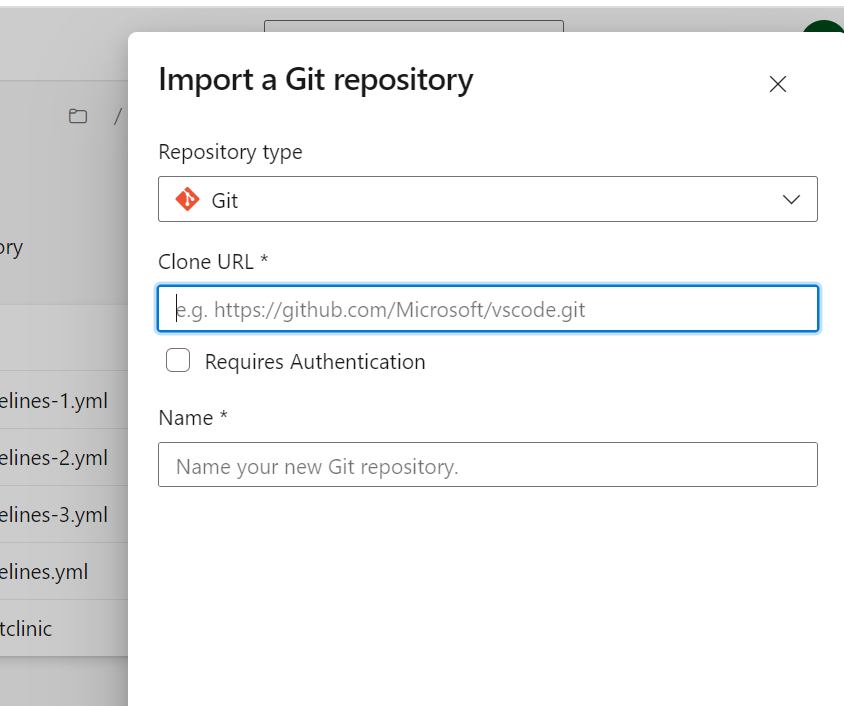 Import a Git repository
/
Repository type
Git
ory
Clone URL *
e.g. https://github.com/Microsoft/vscode.git
Requires Authentication
elines-1.yml
Name *
elines-2.yml
Name your new Git repository.
elines-3.yml
elines.yml
tclinic